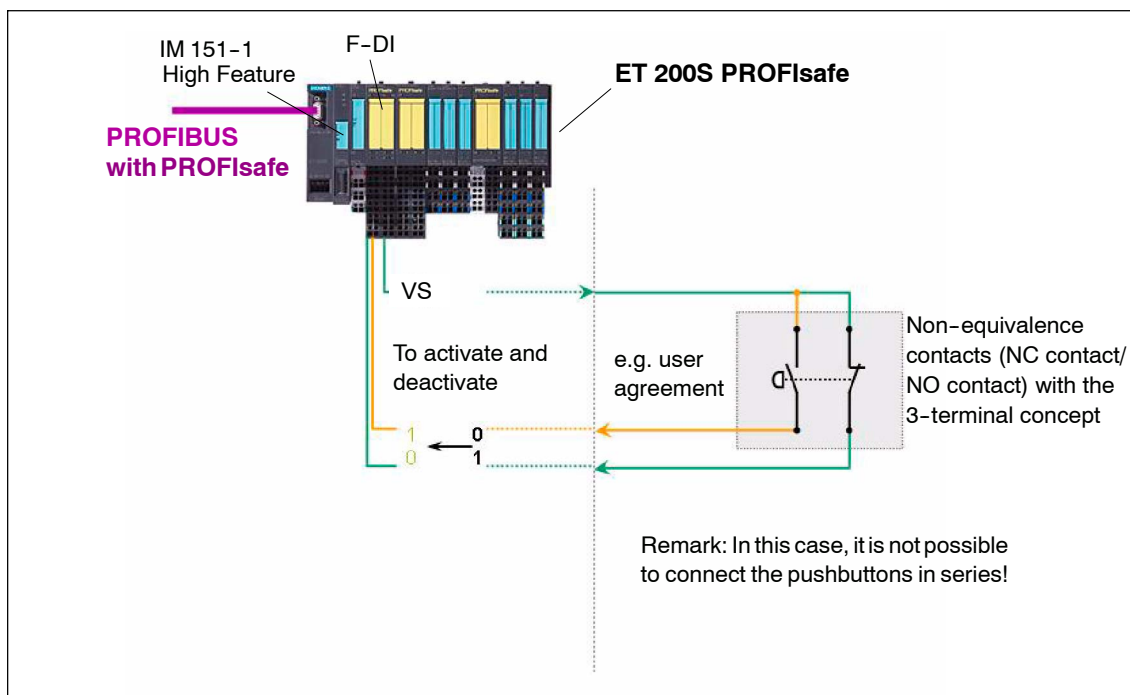 IM 151-1
High Feature
F-DI
ET 200S PROFIsafe
PROFIBUS
with PROFIsafe
VS
To activate and
deactivate
e.g. user
agreement
Non-equivalence
contacts (NC contact/
NO contact) with the
3-terminal concept
1
0
0
1
Remark: In this case, it is not possible
to connect the pushbuttons in series!